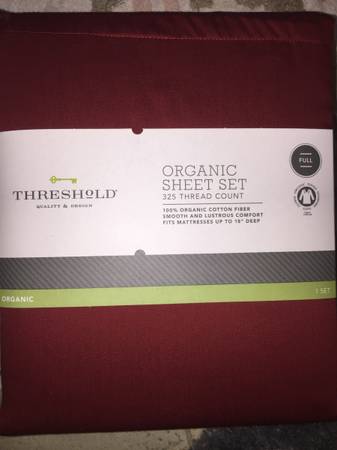 THRESHOLD
QUALITY & DESIGN
ORGANIC
SHEET SET
325 THREAD COUNT
100% ORGANIC COTTON FIBER
SMOOTH AND LUSTROUS COMFORT
FITS MATTRESSES UP TO 18" DEEP
FULL
ORGANIC
1 SET